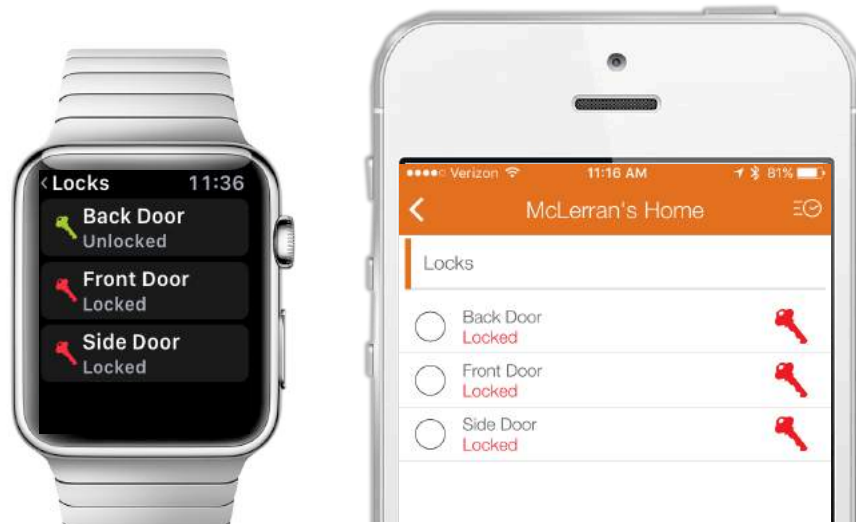 Locks 11:36
Back Door
Unlocked
Front Door
Locked
Side Door
Locked
Verizon 11:16 AM 81%
McLerran's Home
Locks
Back Door
Locked
Front Door
Locked
Side Door
Locked